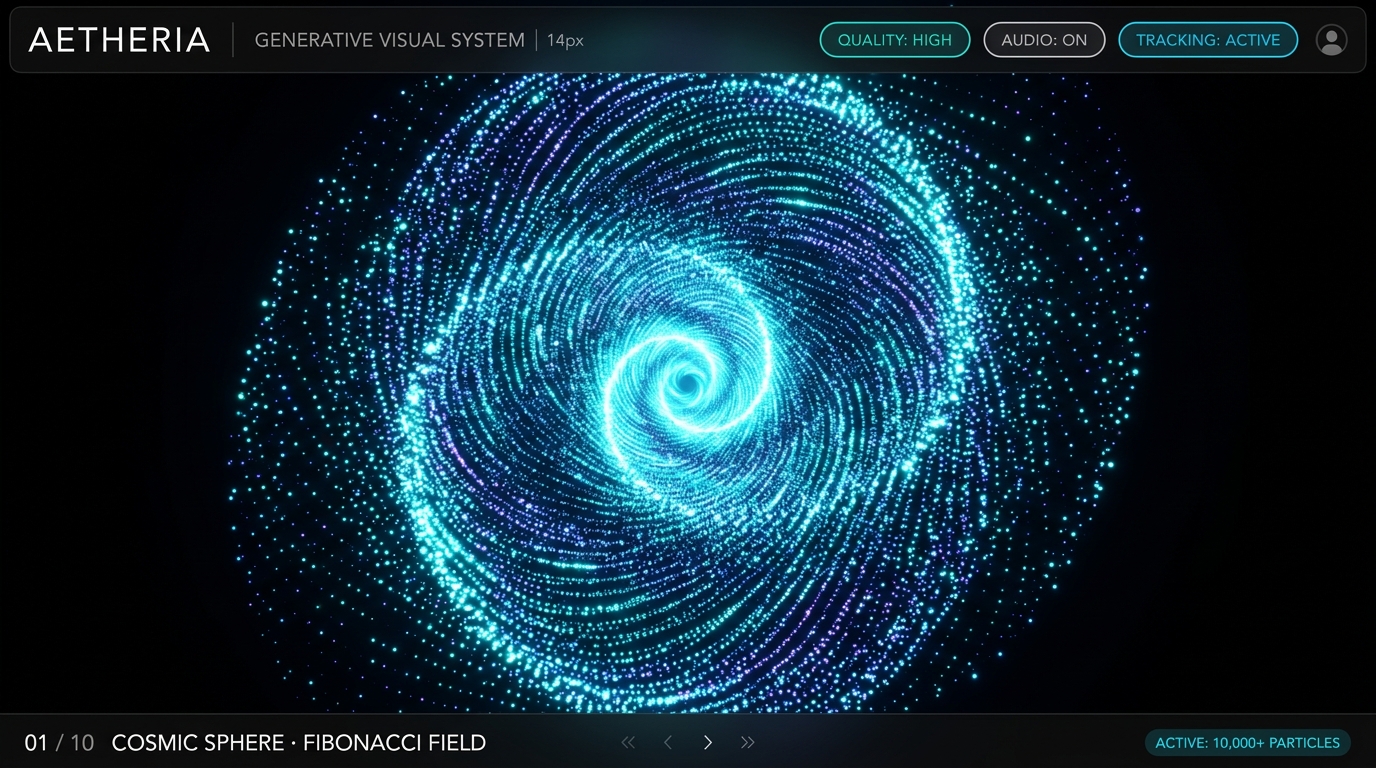 AETHERIA
GENERATIVE VISUAL SYSTEM | 14px
QUALITY: HIGH
AUDIO: ON
TRACKING: ACTIVE
01 / 10 COSMIC SPHERE · FIBONACCI FIELD
ACTIVE: 10,000+ PARTICLES